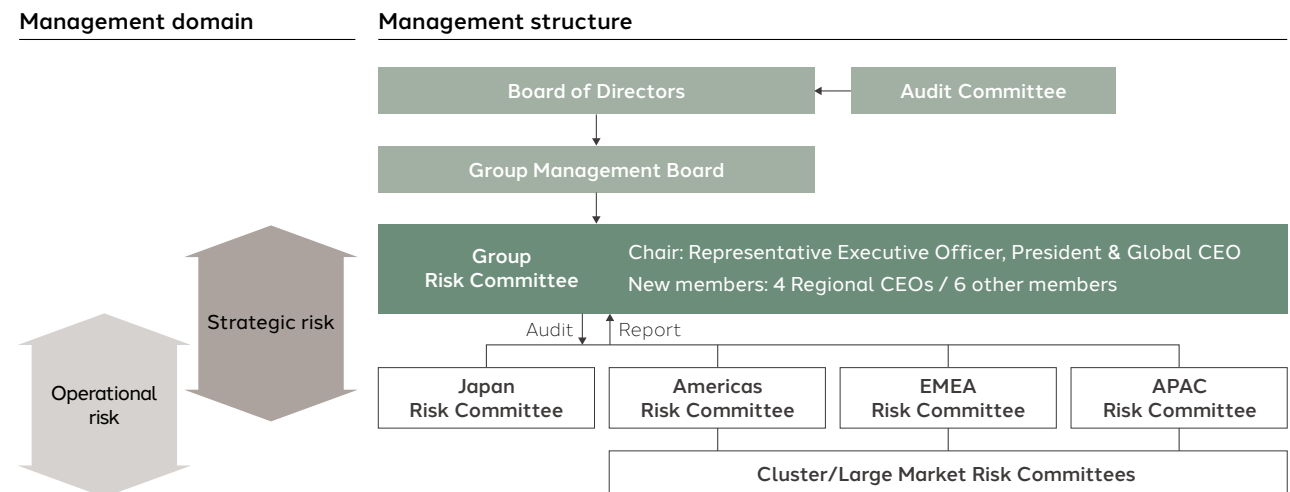 Management domain
Management structure
Board of Directors
Audit Committee
Group Management Board
Group
Risk Committee
Chair: Representative Executive Officer, President & Global CEO
New members: 4 Regional CEOs / 6 other members
Strategic risk
Operational
risk
Audit
Report
Japan
Risk Committee
Americas
Risk Committee
EMEA
Risk Committee
APAC
Risk Committee
Cluster/Large Market Risk Committees